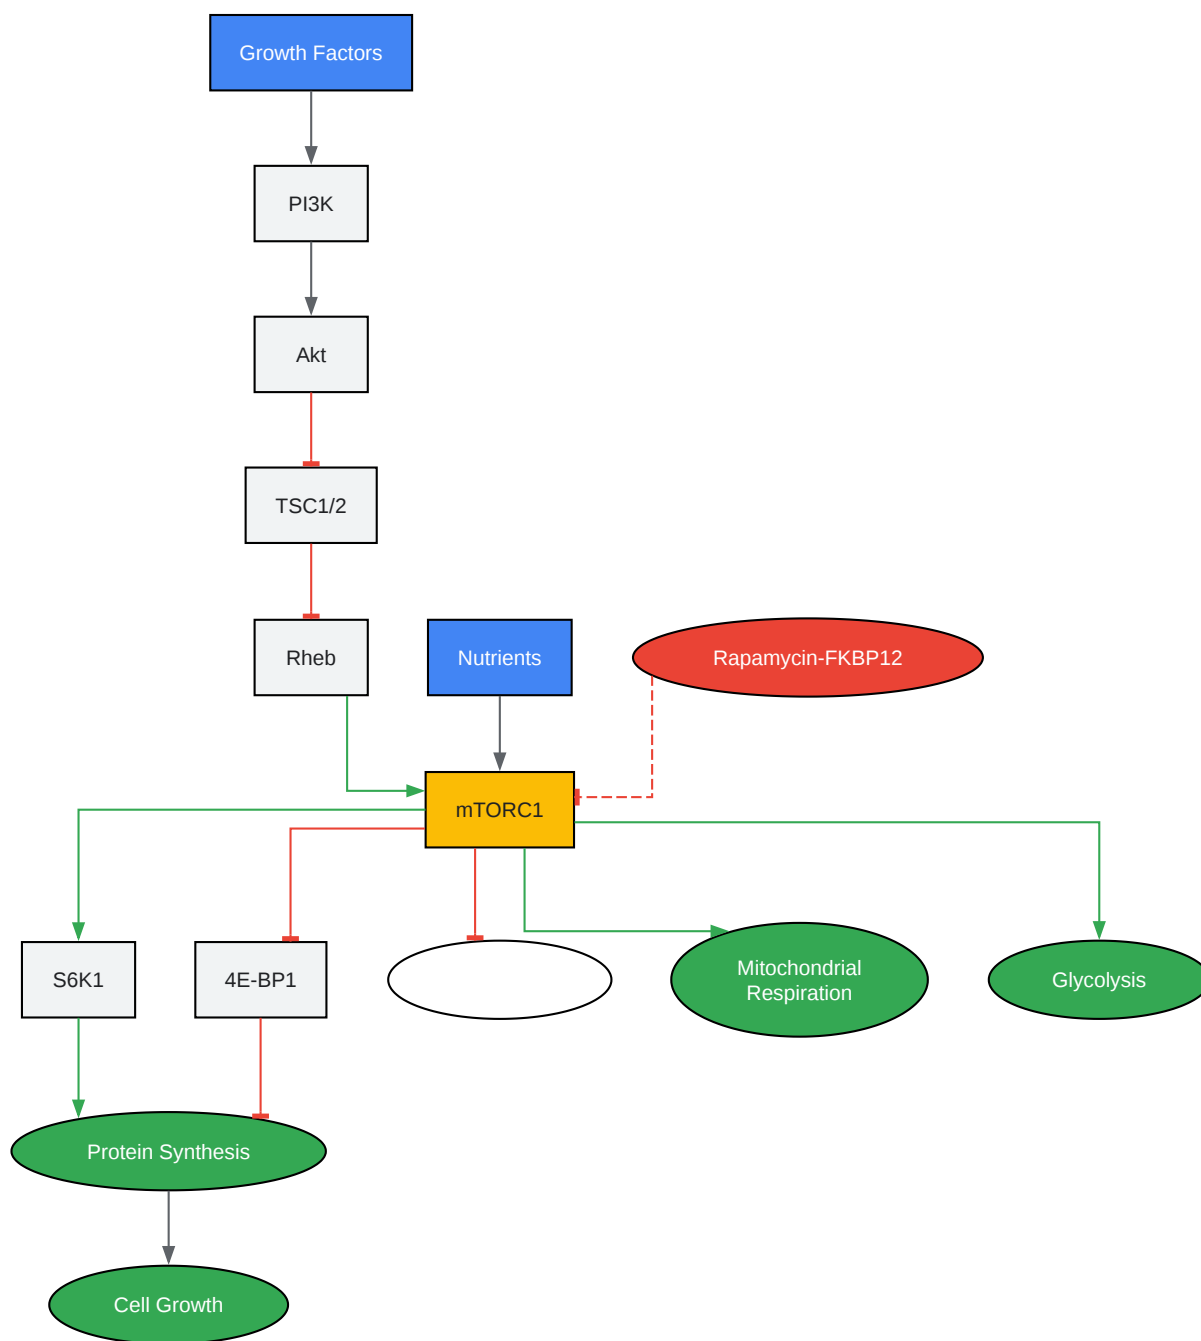 Growth Factors
PI3K
Akt
TSC1/2
Rheb
Nutrients
Rapamycin-FKBP12
mTORC1
S6K1
4E-BP1
Mitochondrial
Respiration
Glycolysis
Protein Synthesis
Cell Growth